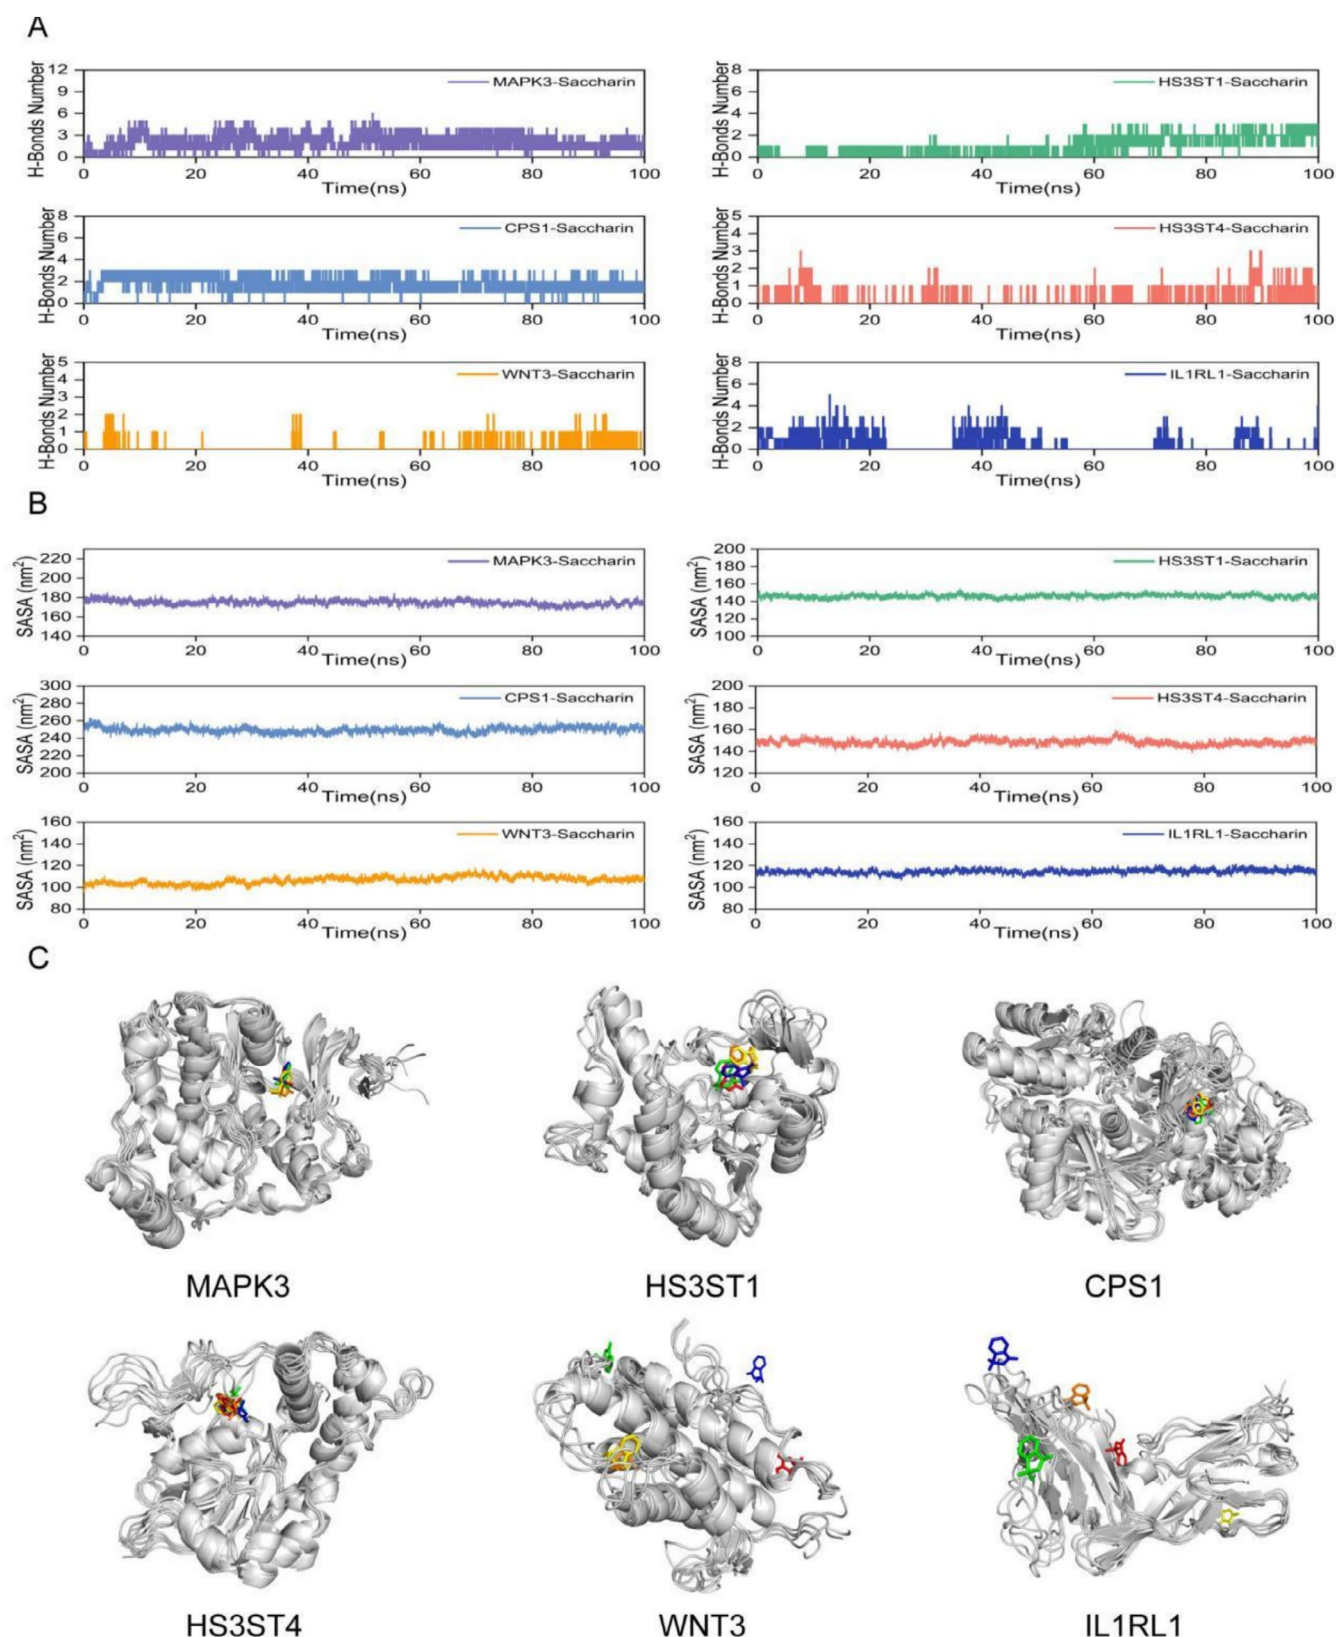 A
H-Bonds Number
12
9
6
3
0
MAPK3-Saccharin
0 20 40 60 80 100
Time(ns)
H-Bonds Number
8
6
4
2
0
HS3ST1-Saccharin
0 20 40 60 80 100
Time(ns)
H-Bonds Number
8
6
4
2
0
CPS1-Saccharin
0 20 40 60 80 100
Time(ns)
H-Bonds Number
5
4
3
2
1
0
HS3ST4-Saccharin
0 20 40 60 80 100
Time(ns)
H-Bonds Number
5
4
3
2
1
0
WNT3-Saccharin
0 20 40 60 80 100
Time(ns)
H-Bonds Number
8
6
4
2
0
IL1RL1-Saccharin
0 20 40 60 80 100
Time(ns)
B
SASA (nm²)
220
200
180
160
140
MAPK3-Saccharin
0 20 40 60 80 100
Time(ns)
SASA (nm²)
200
180
160
140
120
100
HS3ST1-Saccharin
0 20 40 60 80 100
Time(ns)
SASA (nm²)
300
280
260
240
220
200
CPS1-Saccharin
0 20 40 60 80 100
Time(ns)
SASA (nm²)
200
180
160
140
120
HS3ST4-Saccharin
0 20 40 60 80 100
Time(ns)
SASA (nm²)
160
140
120
100
80
WNT3-Saccharin
0 20 40 60 80 100
Time(ns)
SASA (nm²)
160
140
120
100
80
IL1RL1-Saccharin
0 20 40 60 80 100
Time(ns)
C
MAPK3
HS3ST1
CPS1
HS3ST4
WNT3
IL1RL1